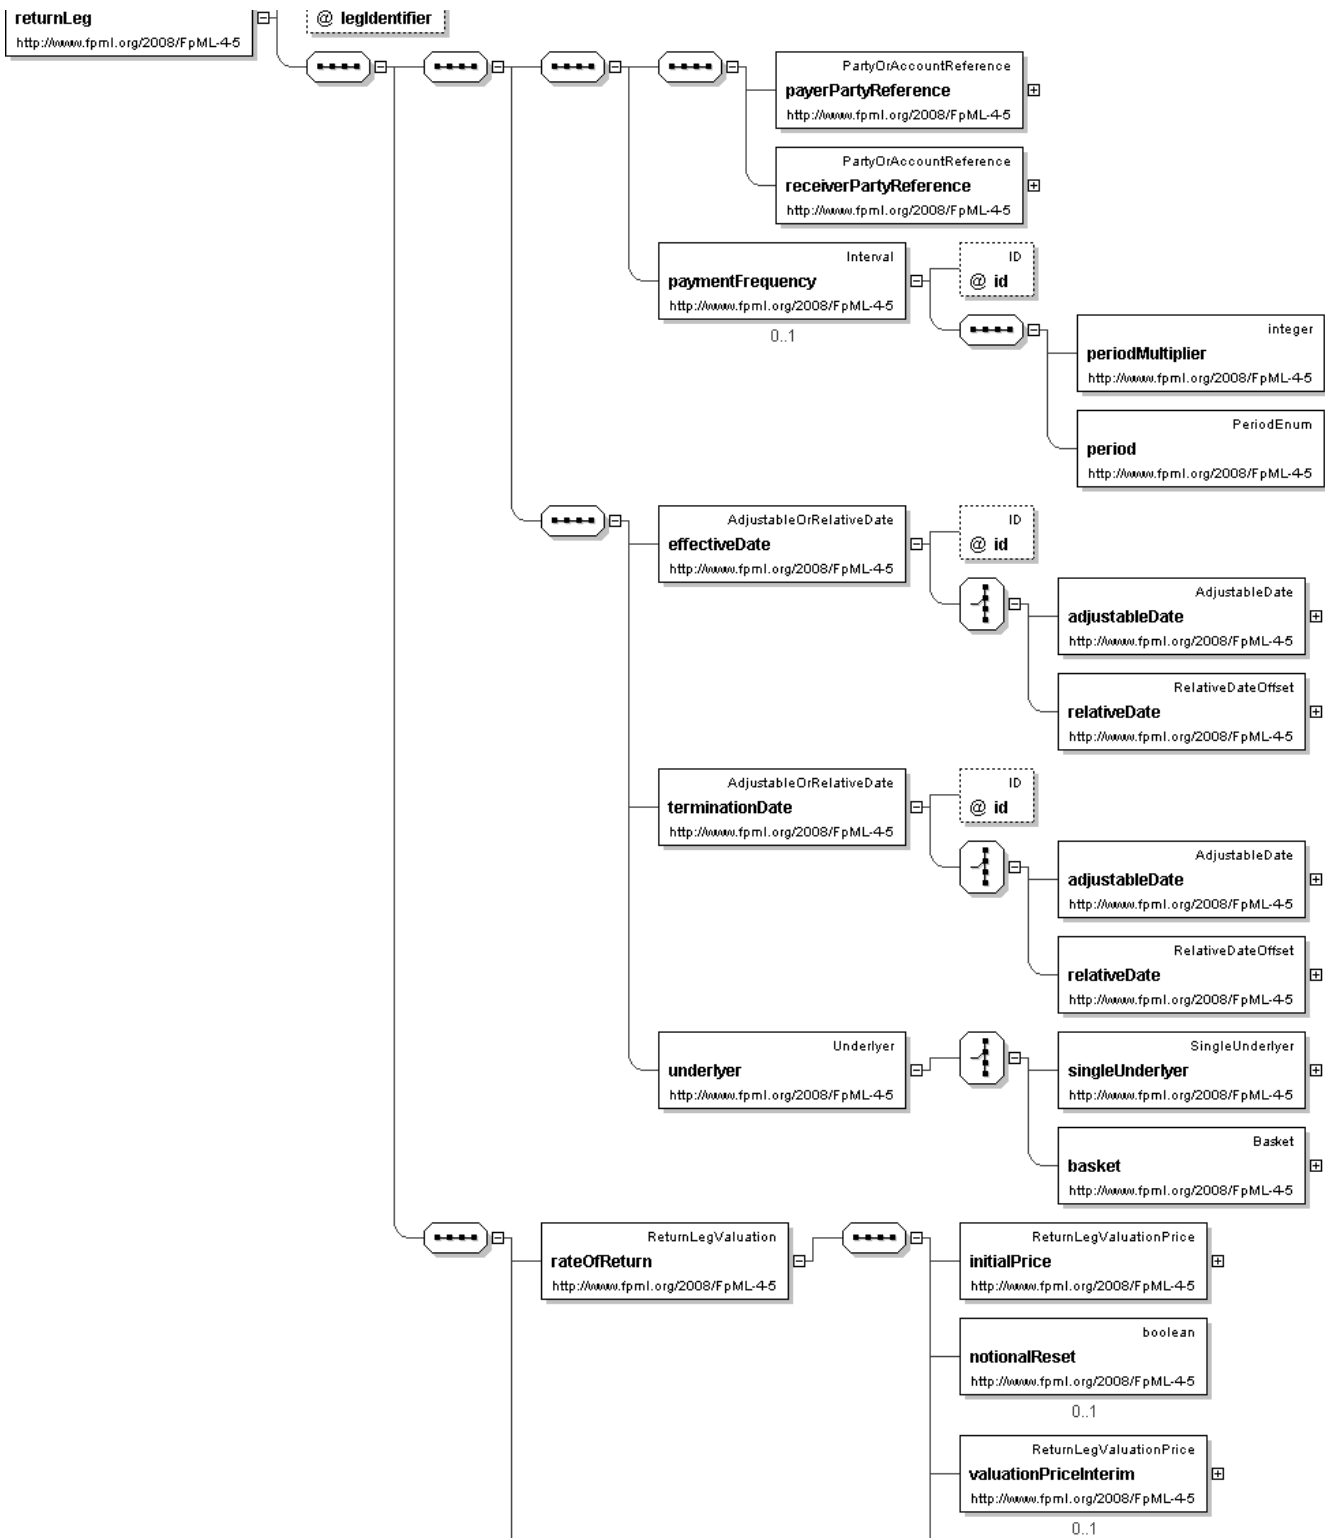 returnLeg
http://www.fpml.org/2008/FpML-4-5
@ legIdentifier
PartyOrAccountReference
payerPartyReference
http://www.fpml.org/2008/FpML-4-5
PartyOrAccountReference
receiverPartyReference
http://www.fpml.org/2008/FpML-4-5
Interval
paymentFrequency
http://www.fpml.org/2008/FpML-4-5
0..1
ID
@ id
integer
periodMultiplier
http://www.fpml.org/2008/FpML-4-5
PeriodEnum
period
http://www.fpml.org/2008/FpML-4-5
AdjustableOrRelativeDate
effectiveDate
http://www.fpml.org/2008/FpML-4-5
ID
@ id
AdjustableDate
adjustableDate
http://www.fpml.org/2008/FpML-4-5
RelativeDateOffset
relativeDate
http://www.fpml.org/2008/FpML-4-5
AdjustableOrRelativeDate
terminationDate
http://www.fpml.org/2008/FpML-4-5
ID
@ id
AdjustableDate
adjustableDate
http://www.fpml.org/2008/FpML-4-5
RelativeDateOffset
relativeDate
http://www.fpml.org/2008/FpML-4-5
Underlyer
underlyer
http://www.fpml.org/2008/FpML-4-5
SingleUnderlyer
singleUnderlyer
http://www.fpml.org/2008/FpML-4-5
Basket
basket
http://www.fpml.org/2008/FpML-4-5
ReturnLegValuation
rateOfReturn
http://www.fpml.org/2008/FpML-4-5
ReturnLegValuationPrice
initialPrice
http://www.fpml.org/2008/FpML-4-5
boolean
notionalReset
http://www.fpml.org/2008/FpML-4-5
0..1
ReturnLegValuationPrice
valuationPriceInterim
http://www.fpml.org/2008/FpML-4-5
0..1